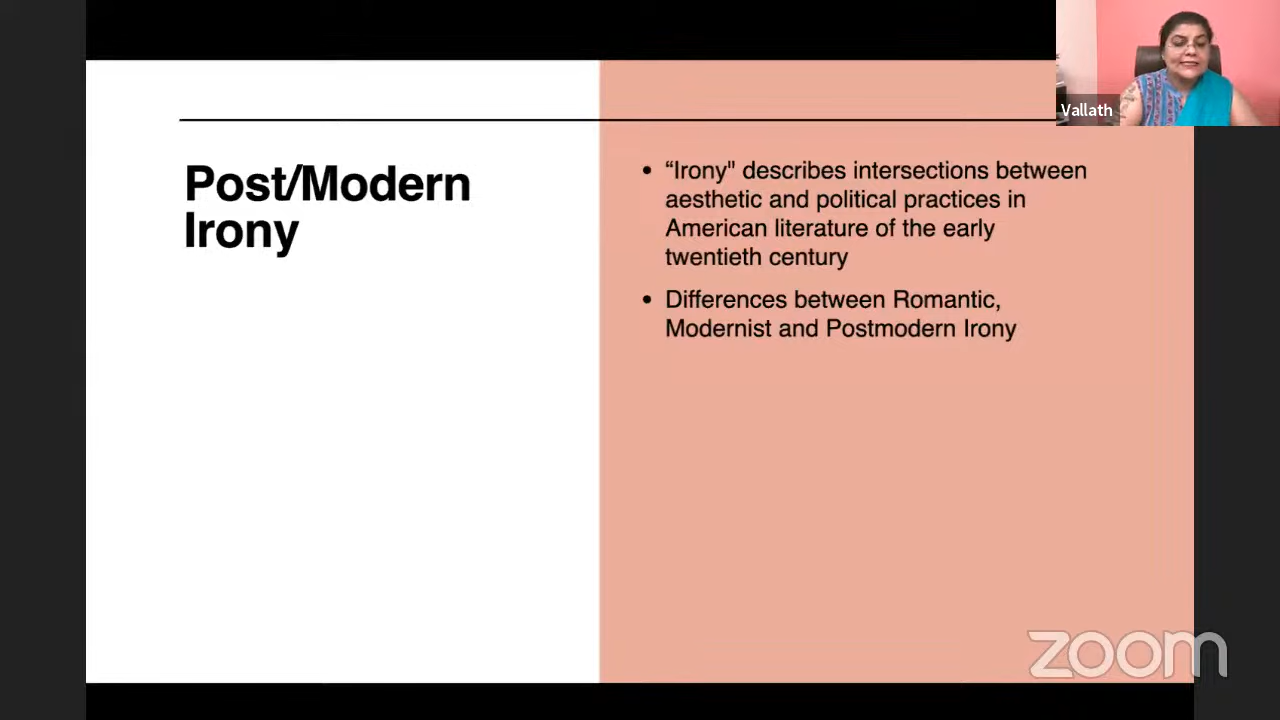 Vallath
Post/Modern
Irony
• “Irony" describes intersections between
aesthetic and political practices in
American literature of the early
twentieth century
• Differences between Romantic,
Modernist and Postmodern Irony
zoom